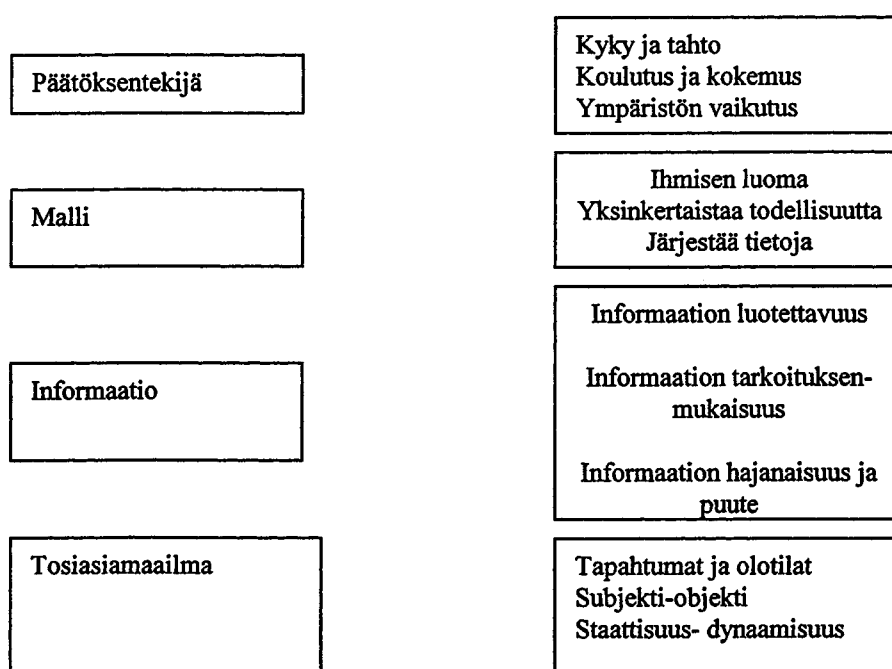 Päätöksentekijä
Kyky ja tahto
Koulutus ja kokemus
Ympäristön vaikutus
Malli
Ihmisen luoma
Yksinkertaistaa todellisuutta
Järjestää tietoja
Informaatio
Informaation luotettavuus
Informaation tarkoituksen-
mukaisuus
Informaation hajanaisuus ja
puute
Tosiasiamaailma
Tapahtumat ja olotilat
Subjekti-objekti
Staattisuus- dynaamisuus